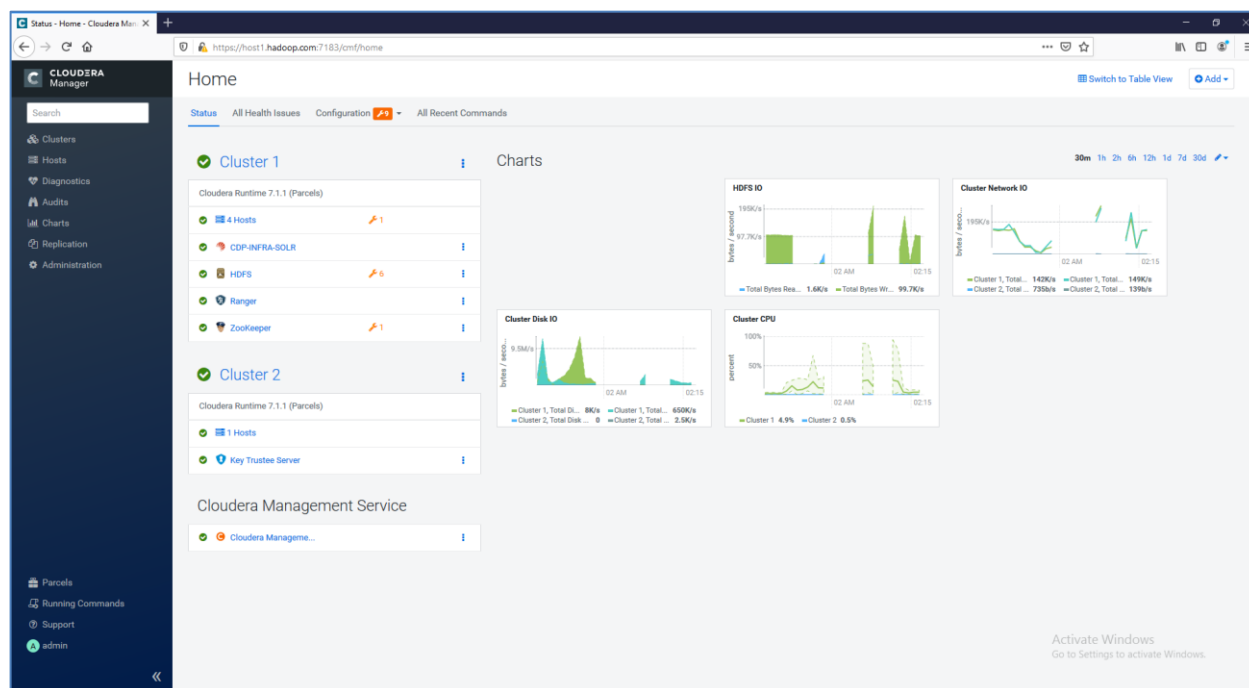 Status - Home - Cloudera Man
https://host1.hadoop.com:7183/cmf/home
CLOUDERA
Manager
Search
Clusters
Hosts
Diagnostics
Audits
Charts
Replication
Administration
Parcels
Running Commands
Support
A admin
Home
Switch to Table View
Add
Status All Health Issues Configuration 9 All Recent Commands
Cluster 1
Cloudera Runtime 7.1.1 (Parcels)
4 Hosts 1
CDP-INFRA-SOLR
HDFS 6
Ranger
ZooKeeper 1
Cluster 2
Cloudera Runtime 7.1.1 (Parcels)
1 Hosts
Key Trustee Server
Cloudera Management Service
Cloudera Manageme...
Charts
30m 1h 2h 6h 12h 1d 7d 30d
HDFS IO
bytes / second
195K/s
97.7K/s
02 AM 02:15
Total Bytes Rea... 1.6K/s Total Bytes Wr... 99.7K/s
Cluster Network IO
bytes / seco...
195K/s
02 AM 02:15
Cluster 1, Total... 142K/s Cluster 1, Total... 149K/s
Cluster 2, Total ... 735b/s Cluster 2, Total ... 139b/s
Cluster Disk IO
bytes / seco...
9.5M/s
02 AM 02:15
Cluster 1, Total Di... 8K/s Cluster 1, Total... 650K/s
Cluster 2, Total Disk ... 0 Cluster 2, Total ... 2.5K/s
Cluster CPU
percent
100%
50%
02 AM 02:15
Cluster 1 4.9% Cluster 2 0.5%
Activate Windows
Go to Settings to activate Windows.